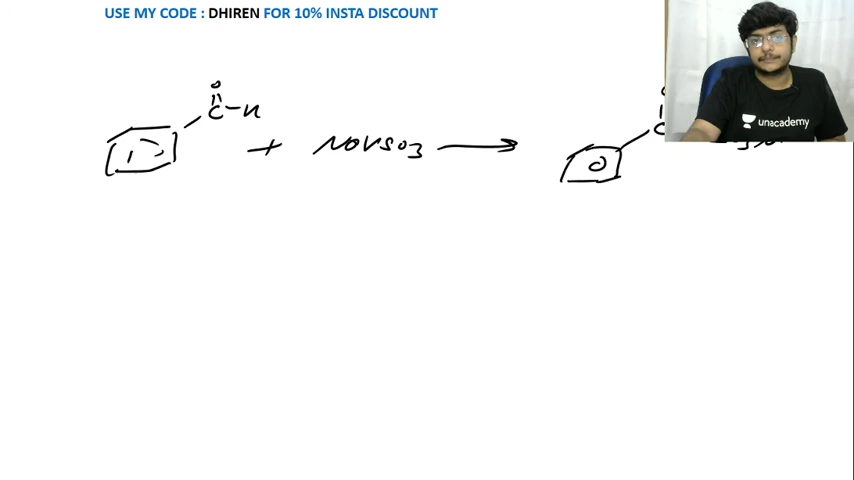 USE MY CODE : DHIREN FOR 10% INSTA DISCOUNT
O
C-H
+ NaHSO3
O
C
unacademy